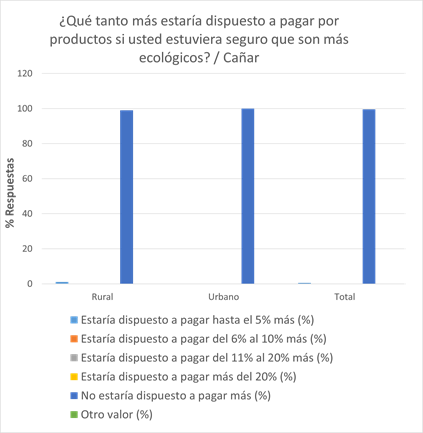 ¿Qué tanto más estaría dispuesto a pagar por
productos si usted estuviera seguro que son más
ecológicos? / Cañar
% Respuestas
120
100
80
60
40
20
0
Rural
Urbano
Total
Estaría dispuesto a pagar hasta el 5% más (%)
Estaría dispuesto a pagar del 6% al 10% más (%)
Estaría dispuesto a pagar del 11% al 20% más (%)
Estaría dispuesto a pagar más del 20% (%)
No estaría dispuesto a pagar más (%)
Otro valor (%)